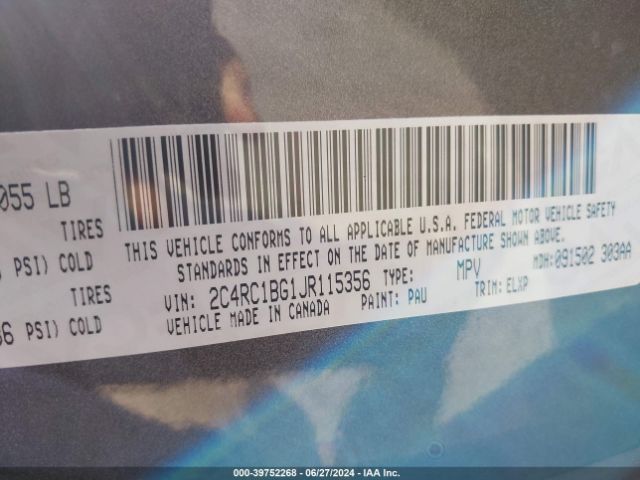 055 LB
TIRES
PSI) COLD
TIRES
36 PSI) COLD
THIS VEHICLE CONFORMS TO ALL APPLICABLE U.S.A. FEDERAL MOTOR VEHICLE SAFETY
STANDARDS IN EFFECT ON THE DATE OF MANUFACTURE SHOWN ABOVE.
VIN: 2C4RC1BG1JR115356 TYPE: MPV MDH:091502 303AA
VEHICLE MADE IN CANADA PAINT: PAU TRIM:ELXP
000-39752268 - 06/27/2024 - IAA Inc.